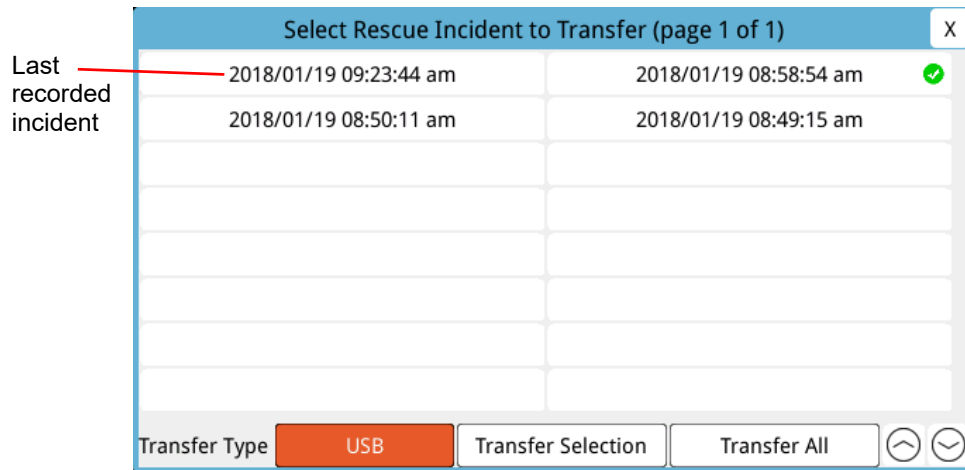 Select Rescue Incident to Transfer (page 1 of 1)
X
Last
recorded
incident
2018/01/19 09:23:44 am
2018/01/19 08:58:54 am
2018/01/19 08:50:11 am
2018/01/19 08:49:15 am
Transfer Type
USB
Transfer Selection
Transfer All